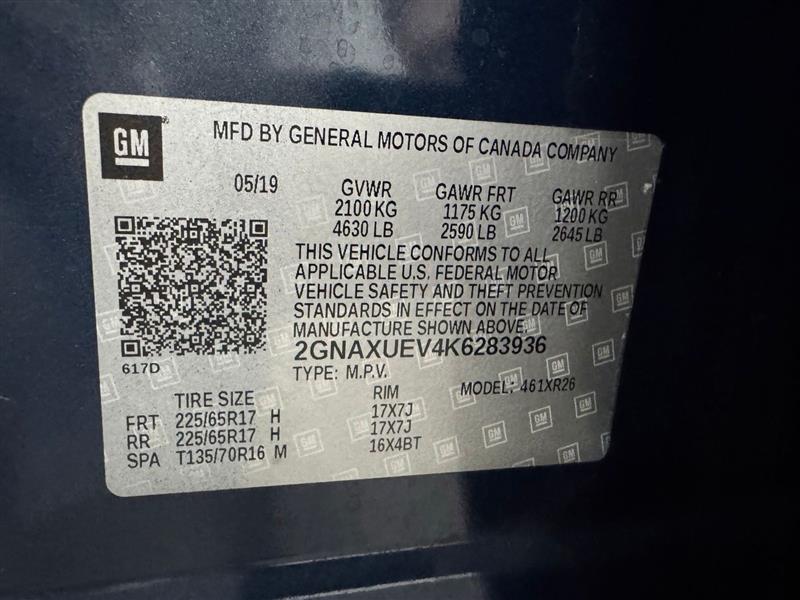 GM
MFD BY GENERAL MOTORS OF CANADA COMPANY
05/19 GVWR GAWR FRT GAWR RR
2100 KG 1175 KG 1200 KG
4630 LB 2590 LB 2645 LB
THIS VEHICLE CONFORMS TO ALL
APPLICABLE U.S. FEDERAL MOTOR
VEHICLE SAFETY AND THEFT PREVENTION
STANDARDS IN EFFECT ON THE DATE OF
MANUFACTURE SHOWN ABOVE.
2GNAXUEV4K6283936
617D
TYPE: M.P.V. MODEL: 461XR26
TIRE SIZE RIM
FRT 225/65R17 H 17X7J
RR 225/65R17 H 17X7J
SPA T135/70R16 M 16X4BT